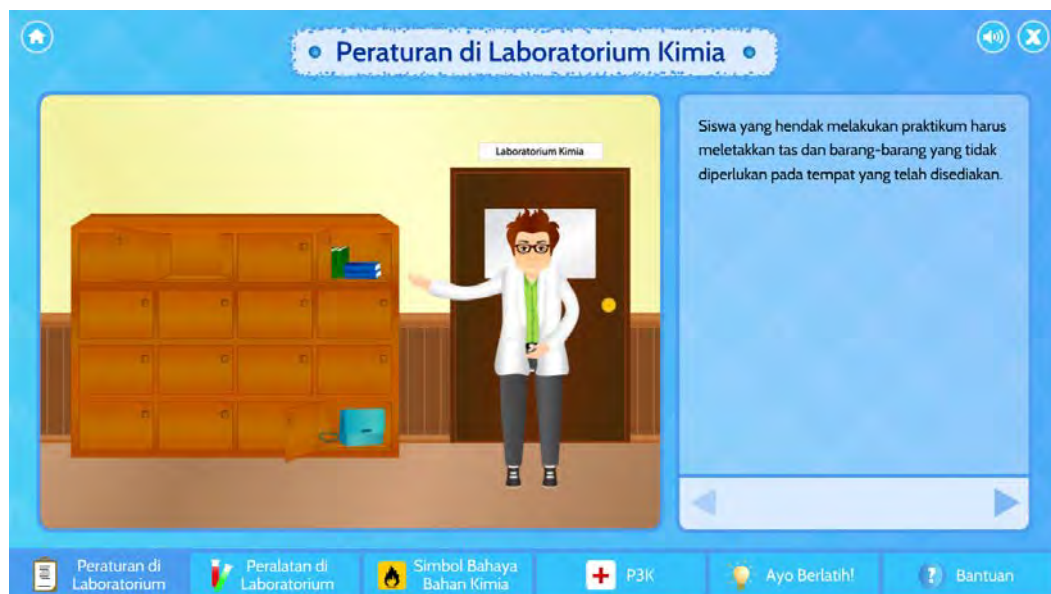 Peraturan di Laboratorium Kimia
Laboratorium Kimia
Siswa yang hendak melakukan praktikum harus
meletakkan tas dan barang-barang yang tidak
diperlukan pada tempat yang telah disediakan.
Peraturan di
Laboratorium
Peralatan di
Laboratorium
Simbol Bahaya
Bahan Kimia
P3K
Ayo Berlatih!
? Bantuan